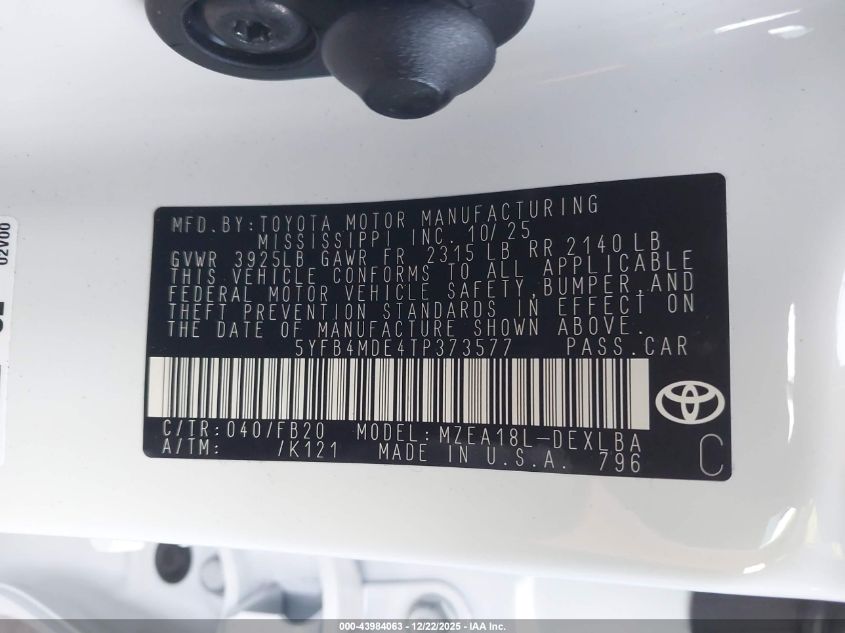 MFD. BY: TOYOTA MOTOR MANUFACTURING
MISSISSIPPI INC. 10/25
GVWR 3925LB GAWR FR 2315 LB RR 2140 LB
THIS VEHICLE CONFORMS TO ALL APPLICABLE
FEDERAL MOTOR VEHICLE SAFETY, BUMPER, AND
THEFT PREVENTION STANDARDS IN EFFECT ON
THE DATE OF MANUFACTURE SHOWN ABOVE.
5YFB4MDE4TP373577 PASS. CAR
C/TR: 040/FB20 MODEL: MZEA18L-DEXLBA
A/TM: /K121 MADE IN U.S.A. 796 C
02V00
000-43984063 - 12/22/2025 - IAA Inc.